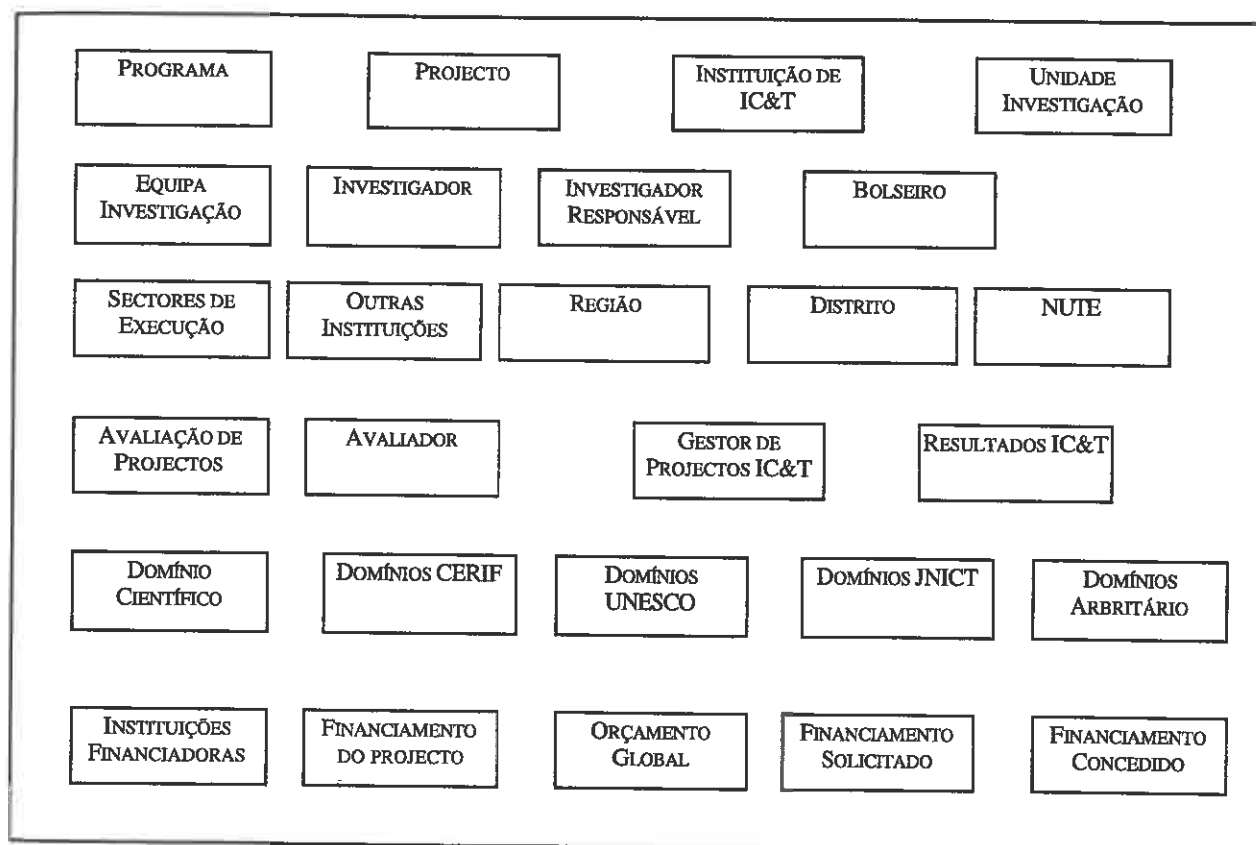 PROGRAMA
PROJECTO
INSTITUIÇÃO DE
IC&T
UNIDADE
INVESTIGAÇÃO
EQUIPA
INVESTIGAÇÃO
INVESTIGADOR
INVESTIGADOR
RESPONSÁVEL
BOLSEIRO
SECTORES DE
EXECUÇÃO
OUTRAS
INSTITUIÇÕES
REGIÃO
DISTRITO
NUTE
AVALIAÇÃO DE
PROJECTOS
AVALIADOR
GESTOR DE
PROJECTOS IC&T
RESULTADOS IC&T
DOMÍNIO
CIENTÍFICO
DOMÍNIOS CERIF
DOMÍNIOS
UNESCO
DOMÍNIOS JNICT
DOMÍNIOS
ARBRITÁRIO
INSTITUIÇÕES
FINANCIADORAS
FINANCIAMENTO
DO PROJECTO
ORÇAMENTO
GLOBAL
FINANCIAMENTO
SOLICITADO
FINANCIAMENTO
CONCEDIDO